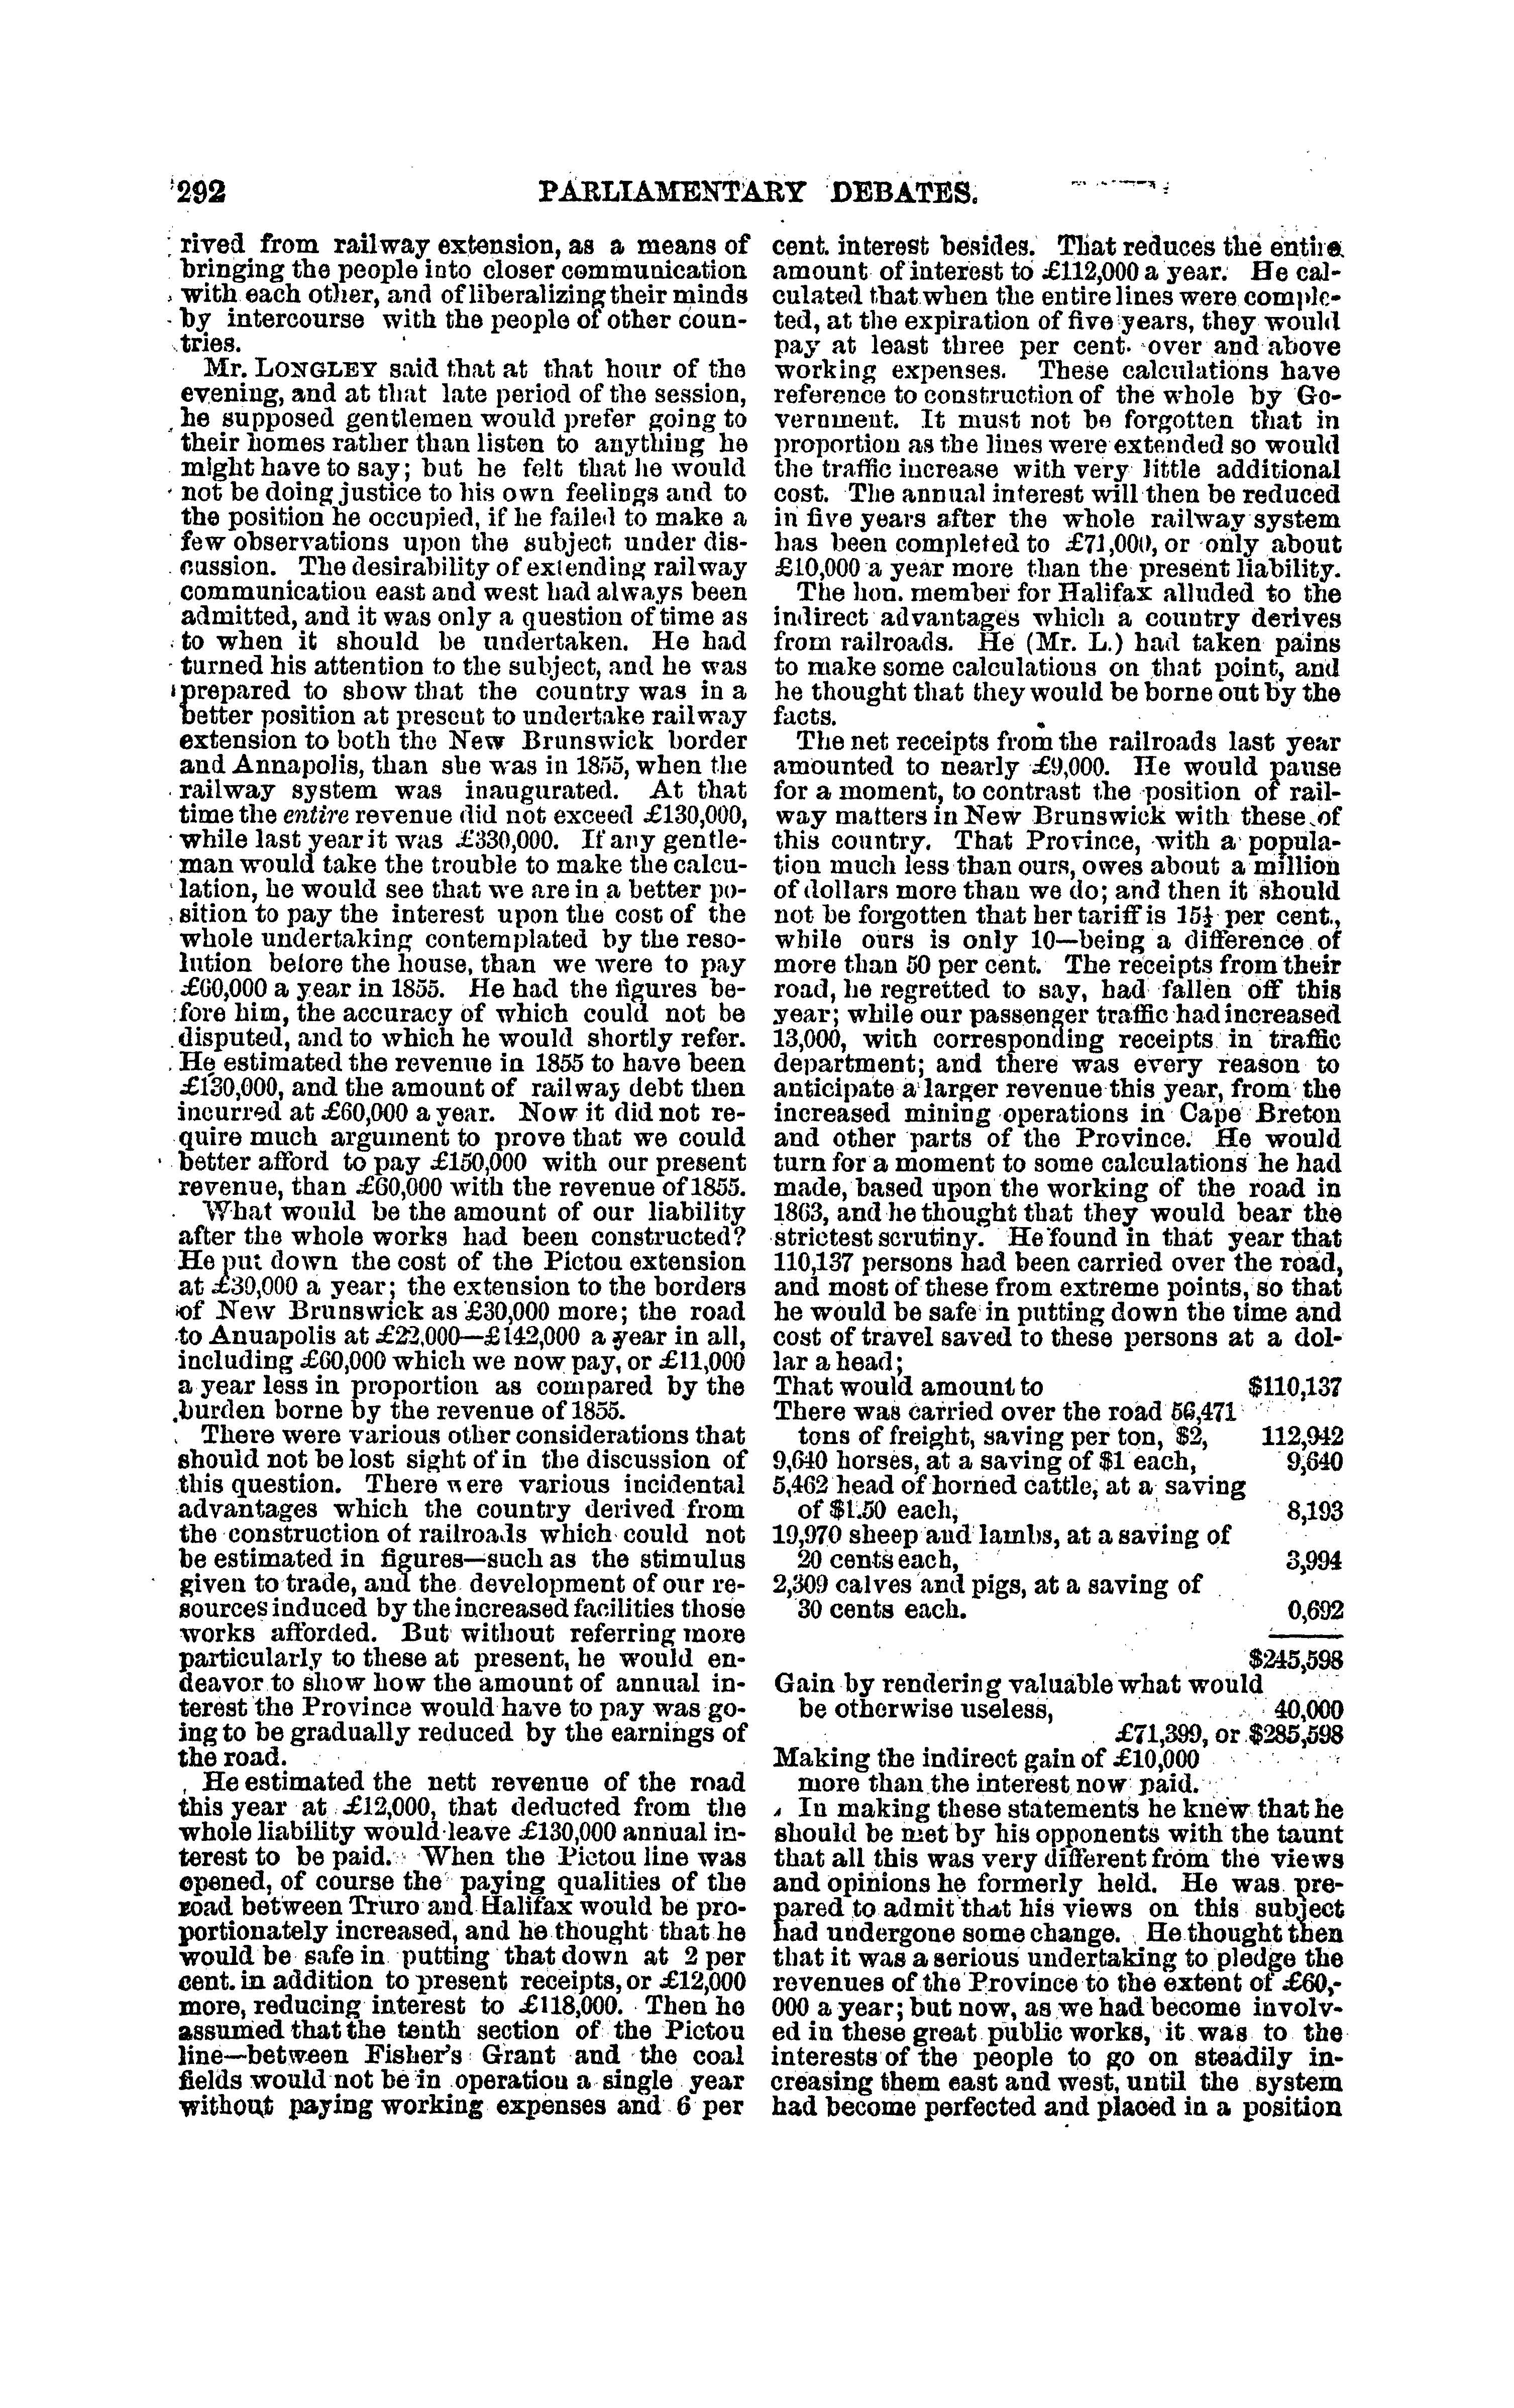 292
PARLIAMENTARY DEBATES.
rived from railway extension, as a means of
bringing the people into closer communication
with each other, and of liberalizing their minds
by intercourse with the people of other coun-
tries.
Mr. LONGLEY said that at that hour of the
evening, and at that late period of the session,
he supposed gentlemen would prefer going to
their homes rather than listen to anything he
might have to say; but he felt that he would
not be doing justice to his own feelings and to
the position he occupied, if he failed to make a
few observations upon the subject under dis-
cussion. The desirability of extending railway
communication east and west had always been
admitted, and it was only a question of time as
to when it should be undertaken. He had
turned his attention to the subject, and he was
prepared to show that the country was in a
better position at present to undertake railway
extension to both the New Brunswick border
and Annapolis, than she was in 1855, when the
railway system was inaugurated. At that
time the entire revenue did not exceed £130,000,
while last year it was £330,000. If any gentle-
man would take the trouble to make the calcu-
lation, he would see that we are in a better po-
sition to pay the interest upon the cost of the
whole undertaking contemplated by the reso-
lution before the house, than we were to pay
£60,000 a year in 1855. He had the figures be-
fore him, the accuracy of which could not be
disputed, and to which he would shortly refer.
He estimated the revenue in 1855 to have been
£130,000, and the amount of railway debt then
incurred at £60,000 a year. Now it did not re-
quire much argument to prove that we could
better afford to pay £150,000 with our present
revenue, than £60,000 with the revenue of 1855.
What would be the amount of our liability
after the whole works had been constructed?
He put down the cost of the Pictou extension
at £30,000 a year; the extension to the borders
of New Brunswick as £30,000 more; the road
to Anuapolis at £22,000—£142,000 a year in all,
including £60,000 which we now pay, or £11,000
a year less in proportion as compared by the
burden borne by the revenue of 1855.
There were various other considerations that
should not be lost sight of in the discussion of
this question. There were various incidental
advantages which the country derived from
the construction of railroads which could not
be estimated in figures—such as the stimulus
given to trade, and the development of our re-
sources induced by the increased facilities those
works afforded. But without referring more
particularly to these at present, he would en-
deavor to show how the amount of annual in-
terest the Province would have to pay was go-
ing to be gradually reduced by the earnings of
the road.
He estimated the nett revenue of the road
this year at £12,000, that deducted from the
whole liability would leave £130,000 annual in-
terest to be paid. When the Pictou line was
opened, of course the paying qualities of the
road between Truro and Halifax would be pro-
portionately increased, and he thought that he
would be safe in putting that down at 2 per
cent. in addition to present receipts, or £12,000
more, reducing interest to £118,000. Then he
assumed that the tenth section of the Pictou
line—between Fisher's Grant and the coal
fields would not be in operation a single year
without paying working expenses and 6 per
cent. interest besides. That reduces the entire
amount of interest to £112,000 a year. He cal-
culated that when the entire lines were comple-
ted, at the expiration of five years, they would
pay at least three per cent. over and above
working expenses. These calculations have
reference to construction of the whole by Go-
vernment. It must not be forgotten that in
proportion as the lines were extended so would
the traffic increase with very little additional
cost. The annual interest will then be reduced
in five years after the whole railway system
has been completed to £71,000, or only about
£10,000 a year more than the present liability.
The hon. member for Halifax alluded to the
indirect advantages which a country derives
from railroads. He (Mr. L.) had taken pains
to make some calculations on that point, and
he thought that they would be borne out by the
facts.
The net receipts from the railroads last year
amounted to nearly £9,000. He would pause
for a moment, to contrast the position of rail-
way matters in New Brunswick with these of
this country. That Province, with a popula-
tion much less than ours, owes about a million
of dollars more than we do; and then it should
not be forgotten that her tariff is 15½ per cent.,
while ours is only 10—being a difference of
more than 50 per cent. The receipts from their
road, he regretted to say, had fallen off this
year; while our passenger traffic had increased
13,000, with corresponding receipts in traffic
department; and there was every reason to
anticipate a larger revenue this year, from the
increased mining operations in Cape Breton
and other parts of the Province. He would
turn for a moment to some calculations he had
made, based upon the working of the road in
1863, and he thought that they would bear the
strictest scrutiny. He found in that year that
110,137 persons had been carried over the road,
and most of these from extreme points, so that
he would be safe in putting down the time and
cost of travel saved to these persons at a dol-
lar a head;
That would amount to $110,137
There was carried over the road 56,471
tons of freight, saving per ton, $2, 112,942
9,640 horses, at a saving of $1 each, 9,640
5,462 head of horned cattle, at a saving
of $1.50 each, 8,193
19,970 sheep and lambs, at a saving of
20 cents each, 3,994
2,309 calves and pigs, at a saving of
30 cents each. 0,692
$245,598
Gain by rendering valuable what would
be otherwise useless, 40,000
£71,399, or $285,598
Making the indirect gain of £10,000
more than the interest now paid.
In making these statements he knew that he
should be met by his opponents with the taunt
that all this was very different from the views
and opinions he formerly held. He was pre-
pared to admit that his views on this subject
had undergone some change. He thought then
that it was a serious undertaking to pledge the
revenues of the Province to the extent of £60,-
000 a year; but now, as we had become involv-
ed in these great public works, it was to the
interests of the people to go on steadily in-
creasing them east and west, until the system
had become perfected and placed in a position